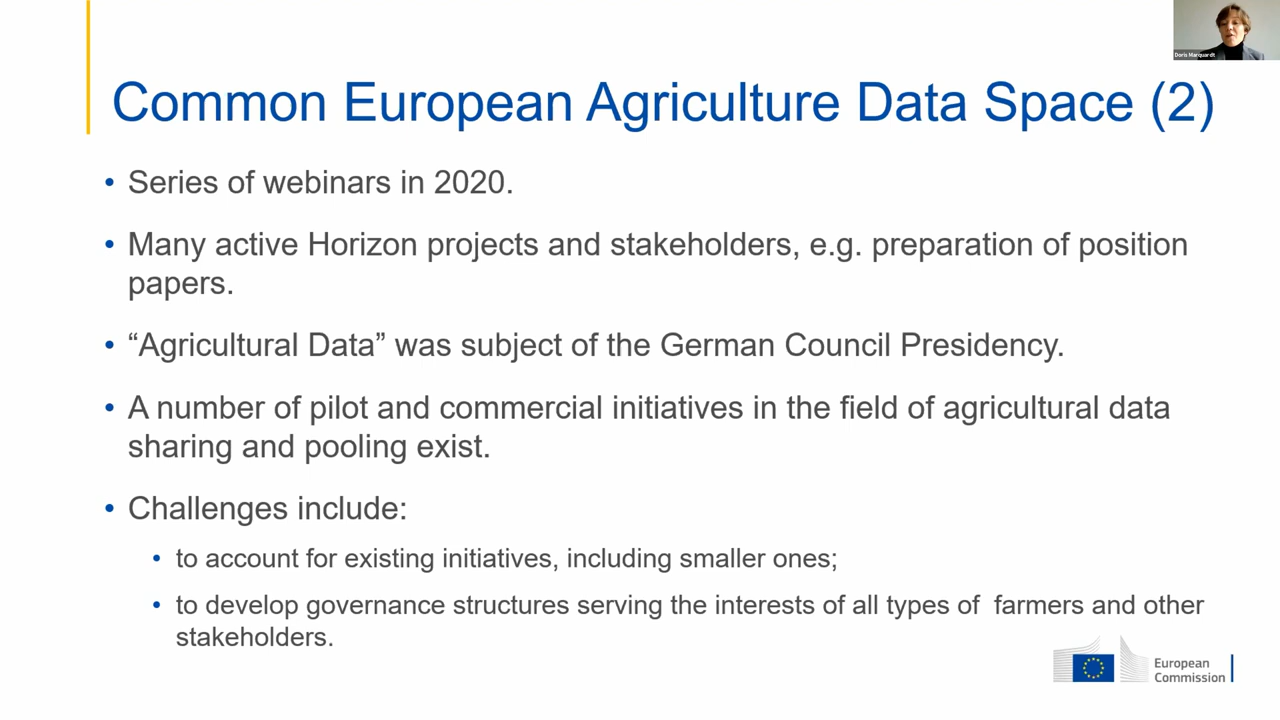 Doris Marquardt
Common European Agriculture Data Space (2)
• Series of webinars in 2020.
• Many active Horizon projects and stakeholders, e.g. preparation of position
papers.
• “Agricultural Data” was subject of the German Council Presidency.
• A number of pilot and commercial initiatives in the field of agricultural data
sharing and pooling exist.
• Challenges include:
• to account for existing initiatives, including smaller ones;
• to develop governance structures serving the interests of all types of  farmers and other
stakeholders.
European
Commission